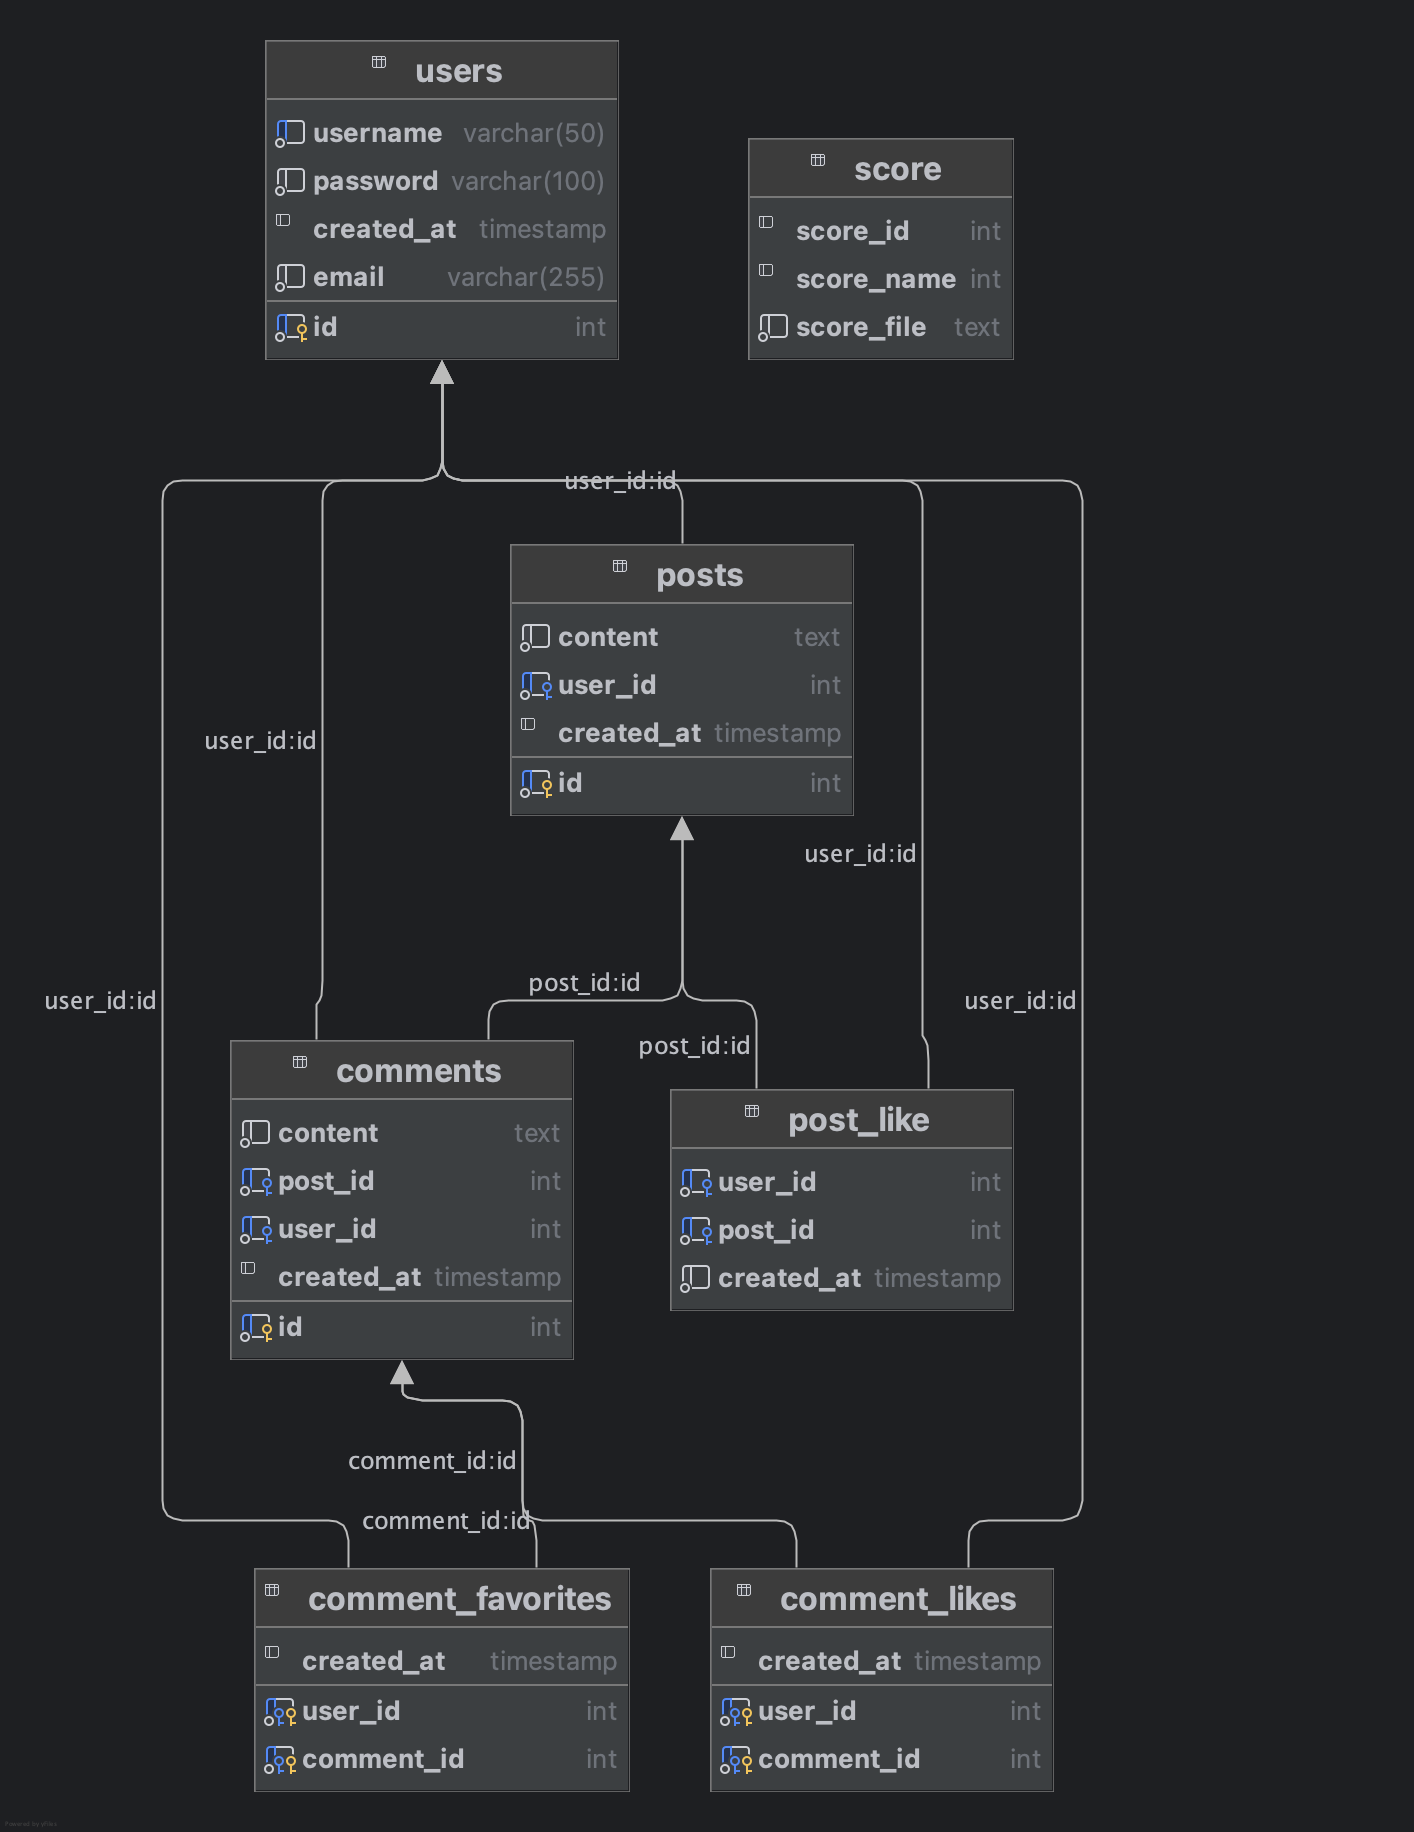 users
username varchar(50)
password varchar(100)
created_at timestamp
email varchar(255)
id int
score
score_id int
score_name int
score_file text
user_id:id
posts
content text
user_id int
created_at timestamp
id int
user_id:id
user_id:id
user_id:id
user_id:id
post_id:id
post_id:id
comments
content text
post_id int
user_id int
created_at timestamp
id int
post_like
user_id int
post_id int
created_at timestamp
comment_id:id
comment_id:id
comment_favorites
created_at timestamp
user_id int
comment_id int
comment_likes
created_at timestamp
user_id int
comment_id int
Powered by yFiles